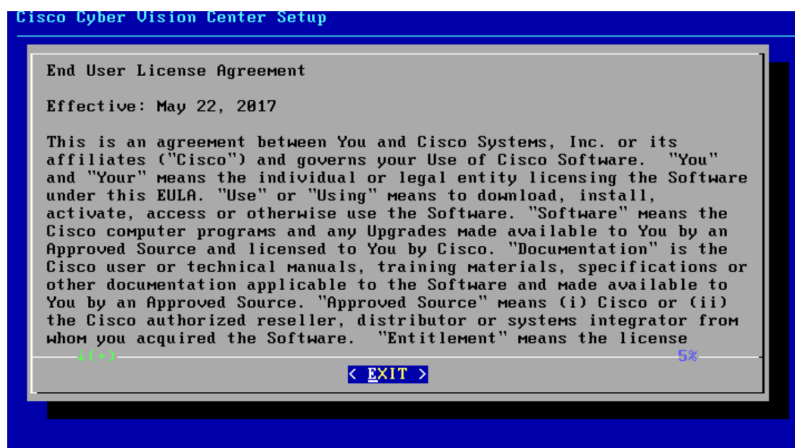 Cisco Cyber Vision Center Setup
End User License Agreement
Effective: May 22, 2017
This is an agreement between You and Cisco Systems, Inc. or its
affiliates ("Cisco") and governs your Use of Cisco Software.  "You"
and "Your" means the individual or legal entity licensing the Software
under this EULA. "Use" or "Using" means to download, install,
activate, access or otherwise use the Software. "Software" means the
Cisco computer programs and any Upgrades made available to You by an
Approved Source and licensed to You by Cisco. "Documentation" is the
Cisco user or technical manuals, training materials, specifications or
other documentation applicable to the Software and made available to
You by an Approved Source. "Approved Source" means (i) Cisco or (ii)
the Cisco authorized reseller, distributor or systems integrator from
whom you acquired the Software.  "Entitlement" means the license
↓(+) 5%
< EXIT >